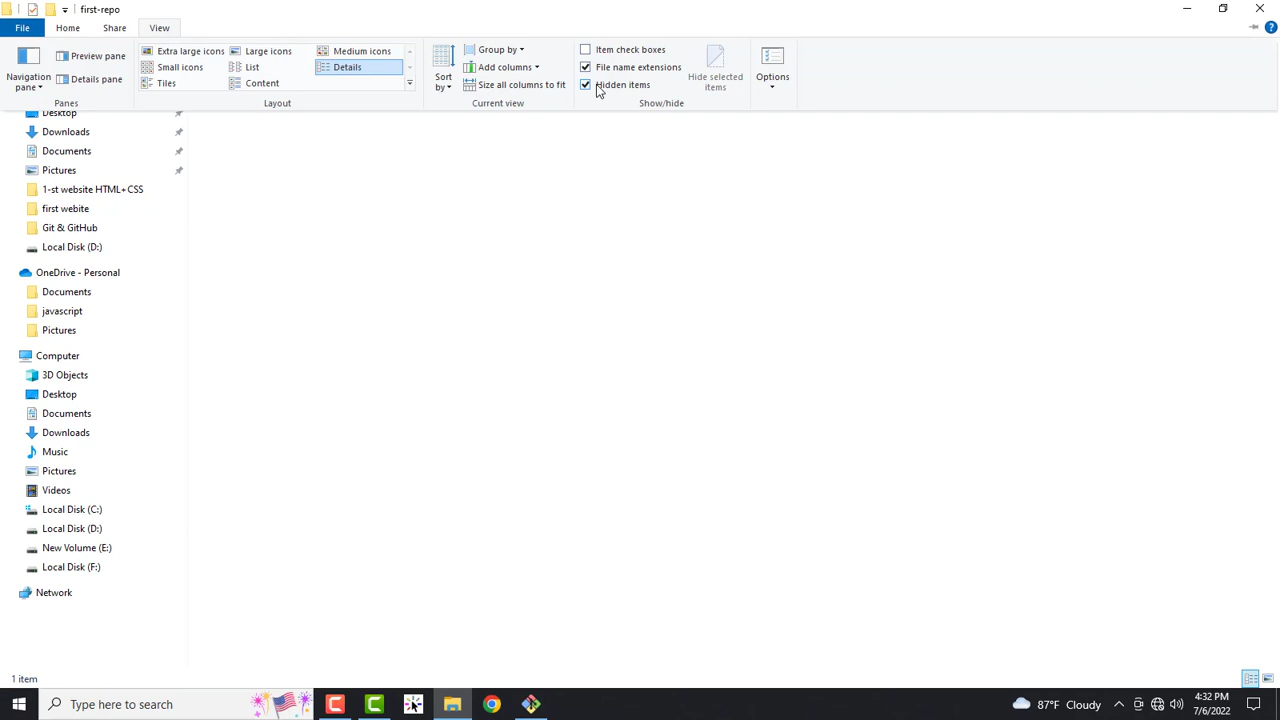 first-repo
File Home Share View
Navigation pane
Preview pane
Details pane
Panes
Extra large icons Large icons Medium icons
Small icons List Details
Tiles Content
Layout
Sort by
Group by
Add columns
Size all columns to fit
Current view
Item check boxes
File name extensions
Hidden items
Hide selected items
Show/hide
Options
Desktop
Downloads
Documents
Pictures
1-st website HTML+CSS
first webite
Git & GitHub
Local Disk (D:)
OneDrive - Personal
Documents
javascript
Pictures
Computer
3D Objects
Desktop
Documents
Downloads
Music
Pictures
Videos
Local Disk (C:)
Local Disk (D:)
New Volume (E:)
Local Disk (F:)
Network
1 item
Type here to search
87°F Cloudy
4:32 PM
7/6/2022